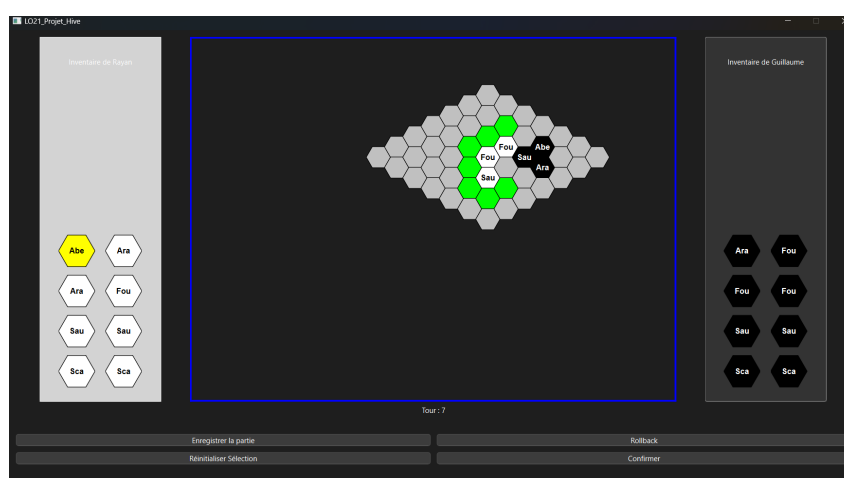 LO21_Projet_Hive
Inventaire de Rayan
Inventaire de Guillaume
Fou
Abe
Fou
Sau
Ara
Sau
Abe
Ara
Ara
Fou
Ara
Fou
Fou
Fou
Sau
Sau
Sau
Sau
Sca
Sca
Sca
Sca
Tour : 7
Enregistrer la partie
Rollback
Réinitialiser Sélection
Confirmer